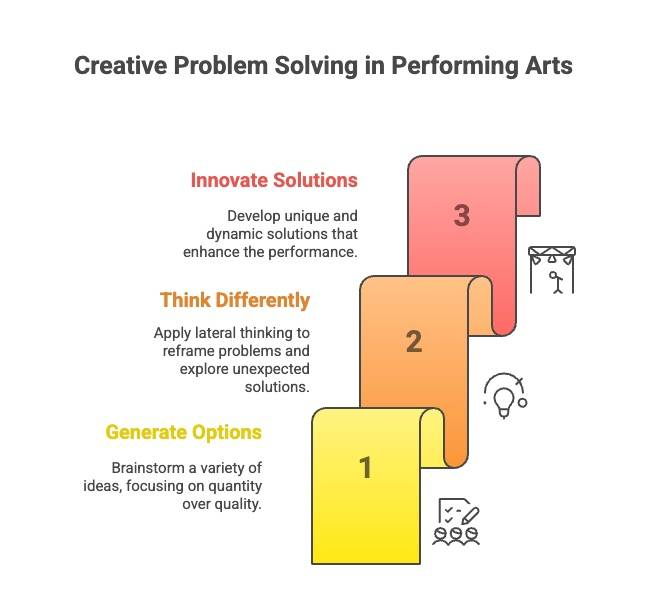 Creative Problem Solving in Performing Arts
Innovate Solutions
3
Develop unique and
dynamic solutions that
enhance the performance.
Think Differently
2
Apply lateral thinking to
reframe problems and
explore unexpected
solutions.
Generate Options
1
Brainstorm a variety of
ideas, focusing on quantity
over quality.